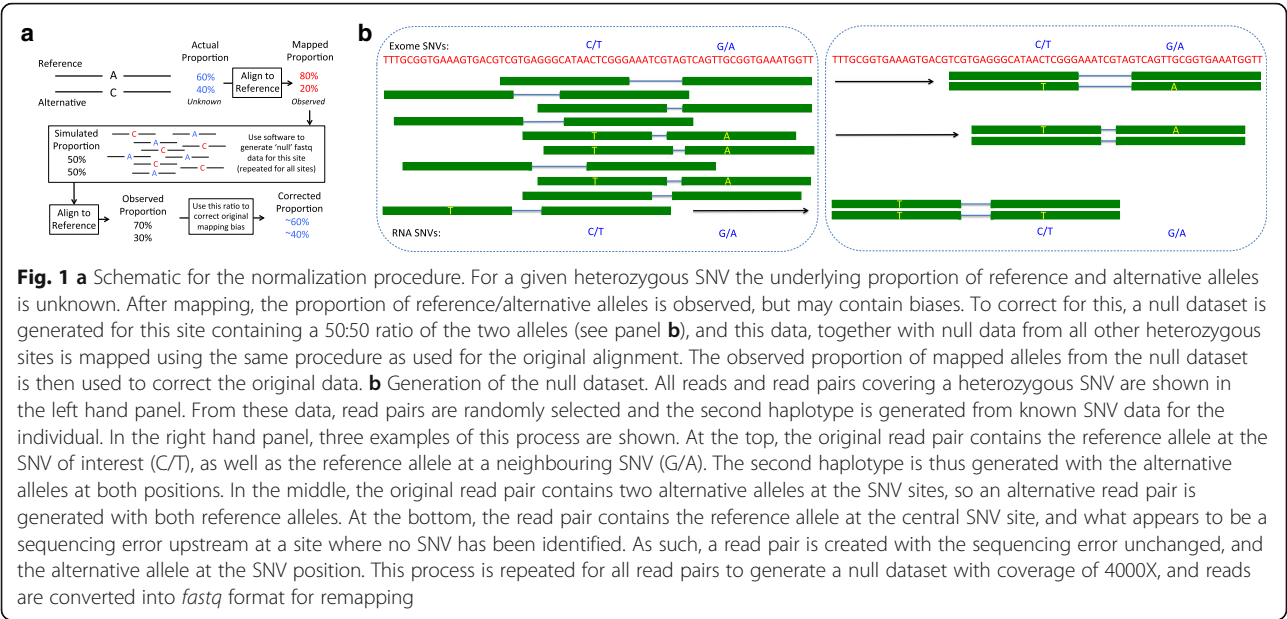 a
Reference
A
C
Alternative
Actual
Proportion
60%
40%
Unknown
Align to
Reference
Mapped
Proportion
80%
20%
Observed
Simulated
Proportion
50%
50%
C
A
A
C
A
C
C
C
A
Use software to
generate 'null' fastq
data for this site
(repeated for all sites)
Align to
Reference
Observed
Proportion
70%
30%
Use this ratio to
correct original
mapping bias
Corrected
Proportion
~60%
~40%
b
Exome SNVs:
C/T
G/A
TTTGCGGTGAAAGTGACGTCGTGAGGGCATAACTCGGGAAATCGTAGTCAGTTGCGGTGAAATGGTT
T
A
T
A
T
A
T
RNA SNVs:
C/T
G/A
C/T
G/A
TTTGCGGTGAAAGTGACGTCGTGAGGGCATAACTCGGGAAATCGTAGTCAGTTGCGGTGAAATGGTT
T
A
T
A
T
T
T
C/T
G/A
Fig. 1 a Schematic for the normalization procedure. For a given heterozygous SNV the underlying proportion of reference and alternative alleles
is unknown. After mapping, the proportion of reference/alternative alleles is observed, but may contain biases. To correct for this, a null dataset is
generated for this site containing a 50:50 ratio of the two alleles (see panel b), and this data, together with null data from all other heterozygous
sites is mapped using the same procedure as used for the original alignment. The observed proportion of mapped alleles from the null dataset
is then used to correct the original data. b Generation of the null dataset. All reads and read pairs covering a heterozygous SNV are shown in
the left hand panel. From these data, read pairs are randomly selected and the second haplotype is generated from known SNV data for the
individual. In the right hand panel, three examples of this process are shown. At the top, the original read pair contains the reference allele at the
SNV of interest (C/T), as well as the reference allele at a neighbouring SNV (G/A). The second haplotype is thus generated with the alternative
alleles at both positions. In the middle, the original read pair contains two alternative alleles at the SNV sites, so an alternative read pair is
generated with both reference alleles. At the bottom, the read pair contains the reference allele at the central SNV site, and what appears to be a
sequencing error upstream at a site where no SNV has been identified. As such, a read pair is created with the sequencing error unchanged, and
the alternative allele at the SNV position. This process is repeated for all read pairs to generate a null dataset with coverage of 4000X, and reads
are converted into fastq format for remapping